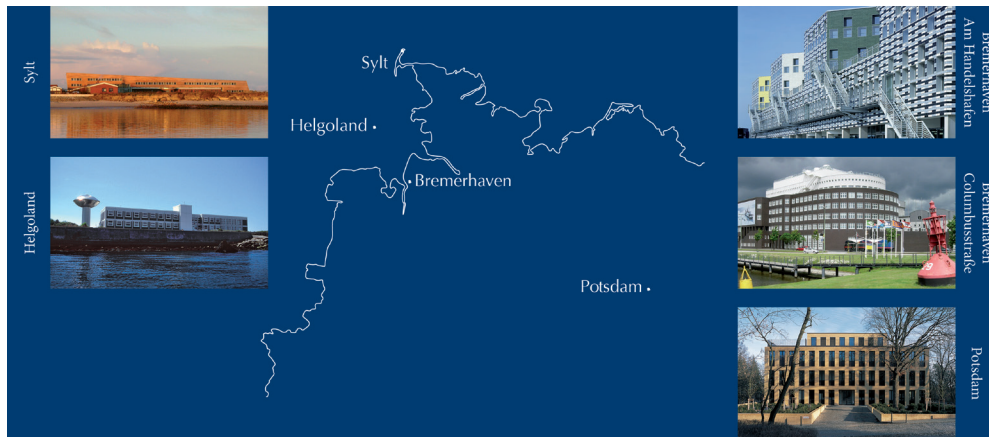 Sylt
Helgoland
Sylt
Helgoland
Bremerhaven
Potsdam
Bremerhaven
Am Handelshafen
Bremerhaven
Columbusstraße
Potsdam